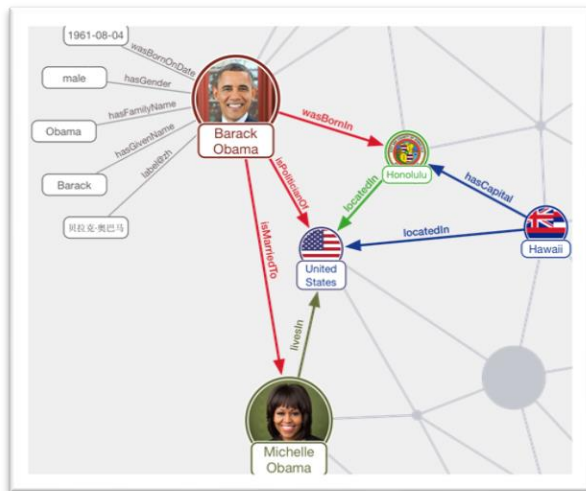 1961-08-04
wasBornOnDate
male
hasGender
Obama
hasFamilyName
Barack
hasGivenName
贝拉克·奥巴马
label@zh
Barack
Obama
wasBornIn
Honolulu
isPoliticianOf
locatedIn
hasCapital
Hawaii
locatedIn
United
States
isMarriedTo
livesIn
Michelle
Obama